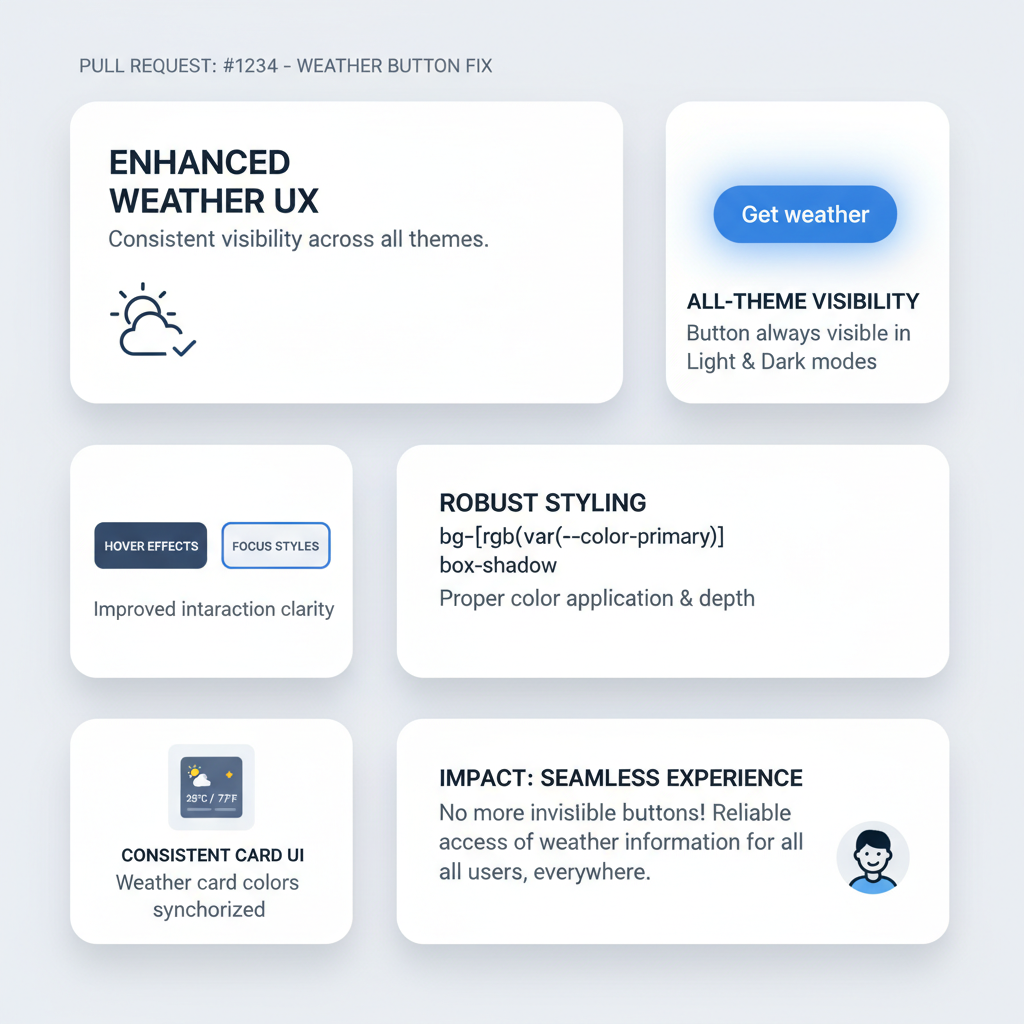 PULL REQUEST: #1234 - WEATHER BUTTON FIX
ENHANCED
WEATHER UX
Consistent visibility across all themes.
Get weather
ALL-THEME VISIBILITY
Button always visible in
Light & Dark modes
HOVER EFFECTS
FOCUS STYLES
Improved intaraction clarity
ROBUST STYLING
bg-[rgb(var(--color-primary)]
box-shadow
Proper color application & depth
25°C / 77°F
CONSISTENT CARD UI
Weather card colors
synchorized
IMPACT: SEAMLESS EXPERIENCE
No more invislible buttons! Reliable
access of weather information for all
all users, everywhere.